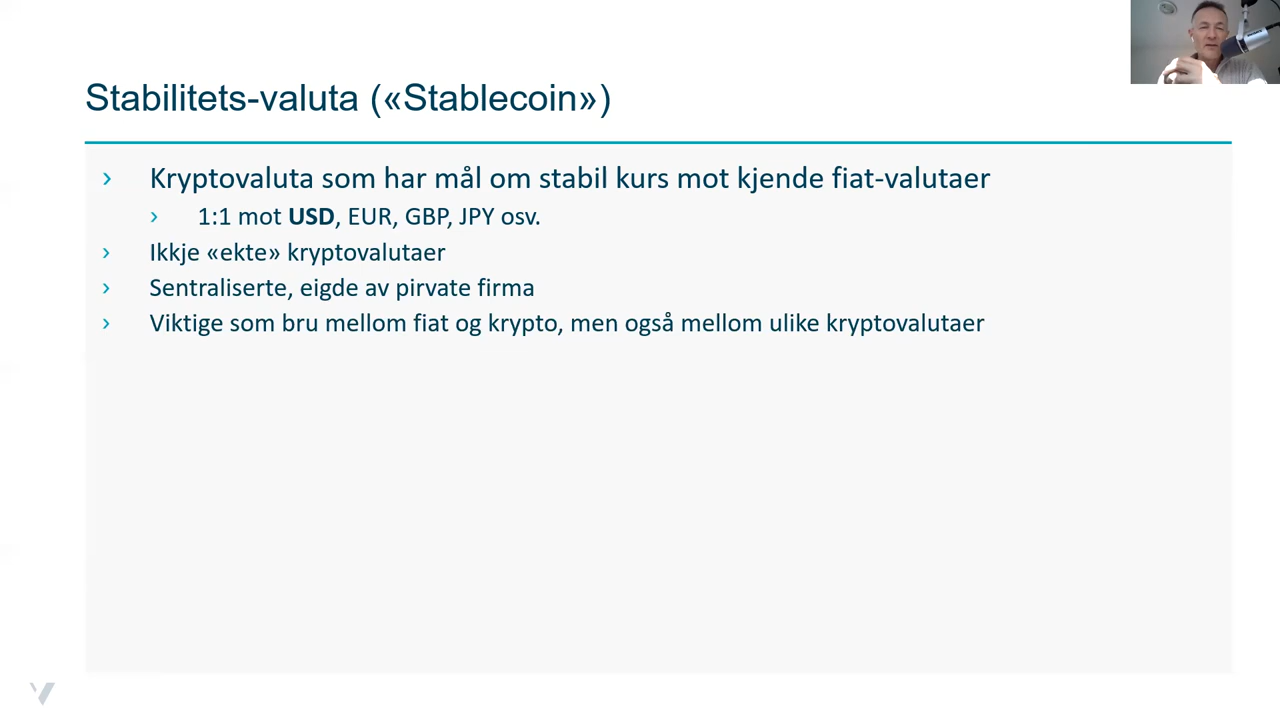 Stabilitets-valuta («Stablecoin»)
› Kryptovaluta som har mål om stabil kurs mot kjende fiat-valutaer
› 1:1 mot USD, EUR, GBP, JPY osv.
› Ikkje «ekte» kryptovalutaer
› Sentraliserte, eigde av pirvate firma
› Viktige som bru mellom fiat og krypto, men også mellom ulike kryptovalutaer